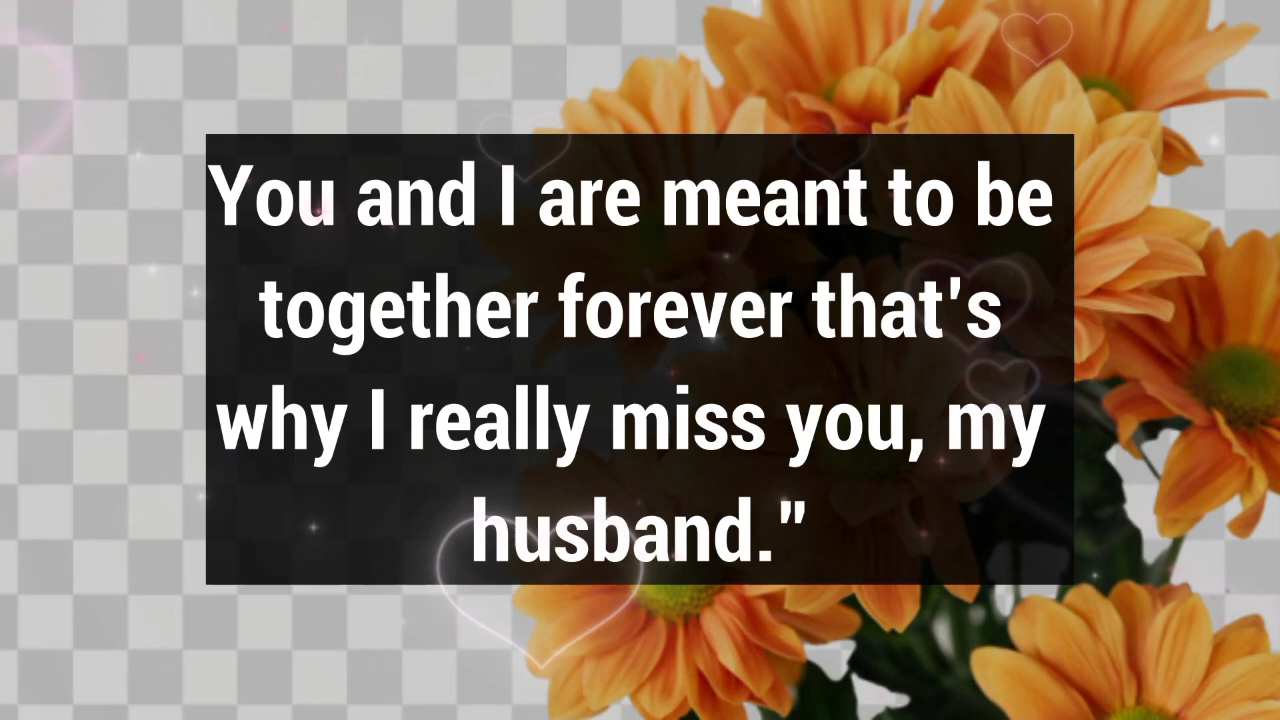 You and I are meant to be
together forever that's
why I really miss you, my
husband."